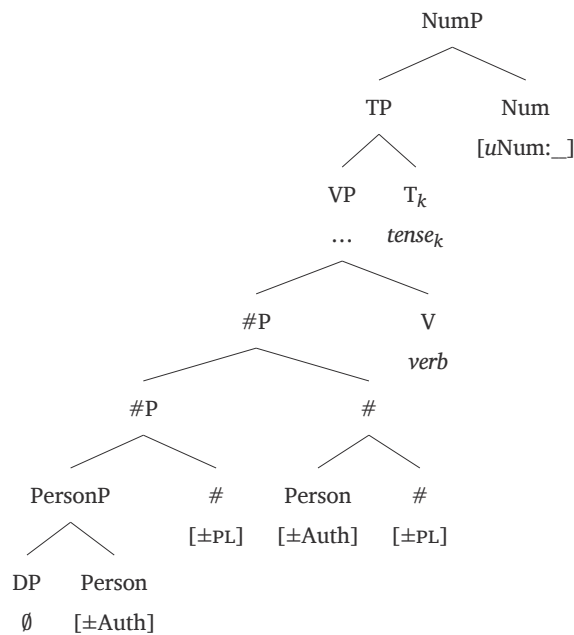 NumP
TP Num
[uNum:_]
VP T_k
... tense_k
#P V
verb
#P #
PersonP # Person #
[±PL] [±Auth] [±PL]
DP Person
∅ [±Auth]